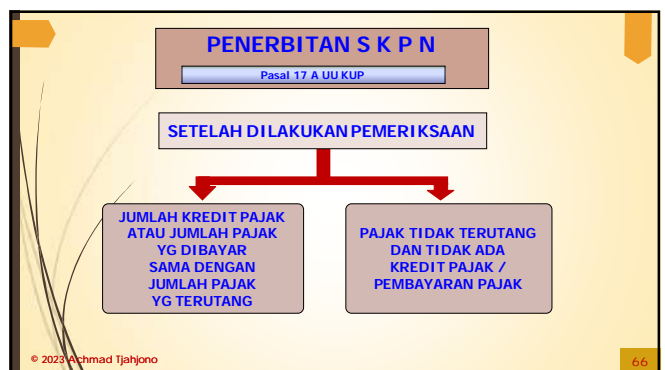 PENERBITAN S K P N
Pasal 17 A UU KUP
SETELAH DILAKUKAN PEMERIKSAAN
JUMLAH KREDIT PAJAK
ATAU JUMLAH PAJAK
YG DIBAYAR
SAMA DENGAN
JUMLAH PAJAK
YG TERUTANG
PAJAK TIDAK TERUTANG
DAN TIDAK ADA
KREDIT PAJAK /
PEMBAYARAN PAJAK
© 2023 Achmad Tjahjono
66